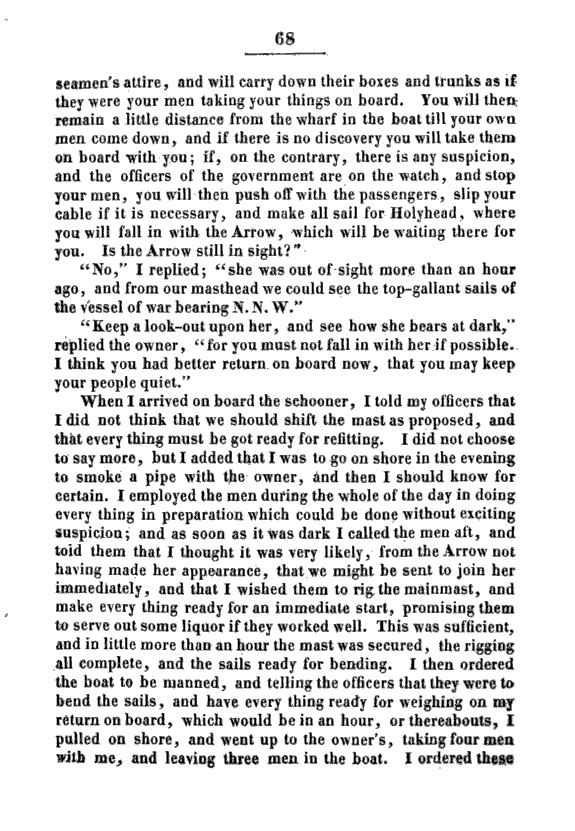 68
seamen's attire, and will carry down their boxes and trunks as if
they were your men taking your things on board. You will then
remain a little distance from the wharf in the boat till your own
men come down, and if there is no discovery you will take them
on board with you; if, on the contrary, there is any suspicion,
and the officers of the government are on the watch, and stop
your men, you will then push off with the passengers, slip your
cable if it is necessary, and make all sail for Holyhead, where
you will fall in with the Arrow, which will be waiting there for
you. Is the Arrow still in sight?"
"No," I replied; "she was out of sight more than an hour
ago, and from our masthead we could see the top-gallant sails of
the vessel of war bearing N. N. W."
"Keep a look-out upon her, and see how she bears at dark,"
replied the owner, "for you must not fall in with her if possible.
I think you had better return on board now, that you may keep
your people quiet."
When I arrived on board the schooner, I told my officers that
I did not think that we should shift the mast as proposed, and
that every thing must be got ready for refitting. I did not choose
to say more, but I added that I was to go on shore in the evening
to smoke a pipe with the owner, and then I should know for
certain. I employed the men during the whole of the day in doing
every thing in preparation which could be done without exciting
suspicion; and as soon as it was dark I called the men aft, and
told them that I thought it was very likely, from the Arrow not
having made her appearance, that we might be sent to join her
immediately, and that I wished them to rig the mainmast, and
make every thing ready for an immediate start, promising them
to serve out some liquor if they worked well. This was sufficient,
and in little more than an hour the mast was secured, the rigging
all complete, and the sails ready for bending. I then ordered
the boat to be manned, and telling the officers that they were to
bend the sails, and have every thing ready for weighing on my
return on board, which would be in an hour, or thereabouts, I
pulled on shore, and went up to the owner's, taking four men
with me, and leaving three men in the boat. I ordered these